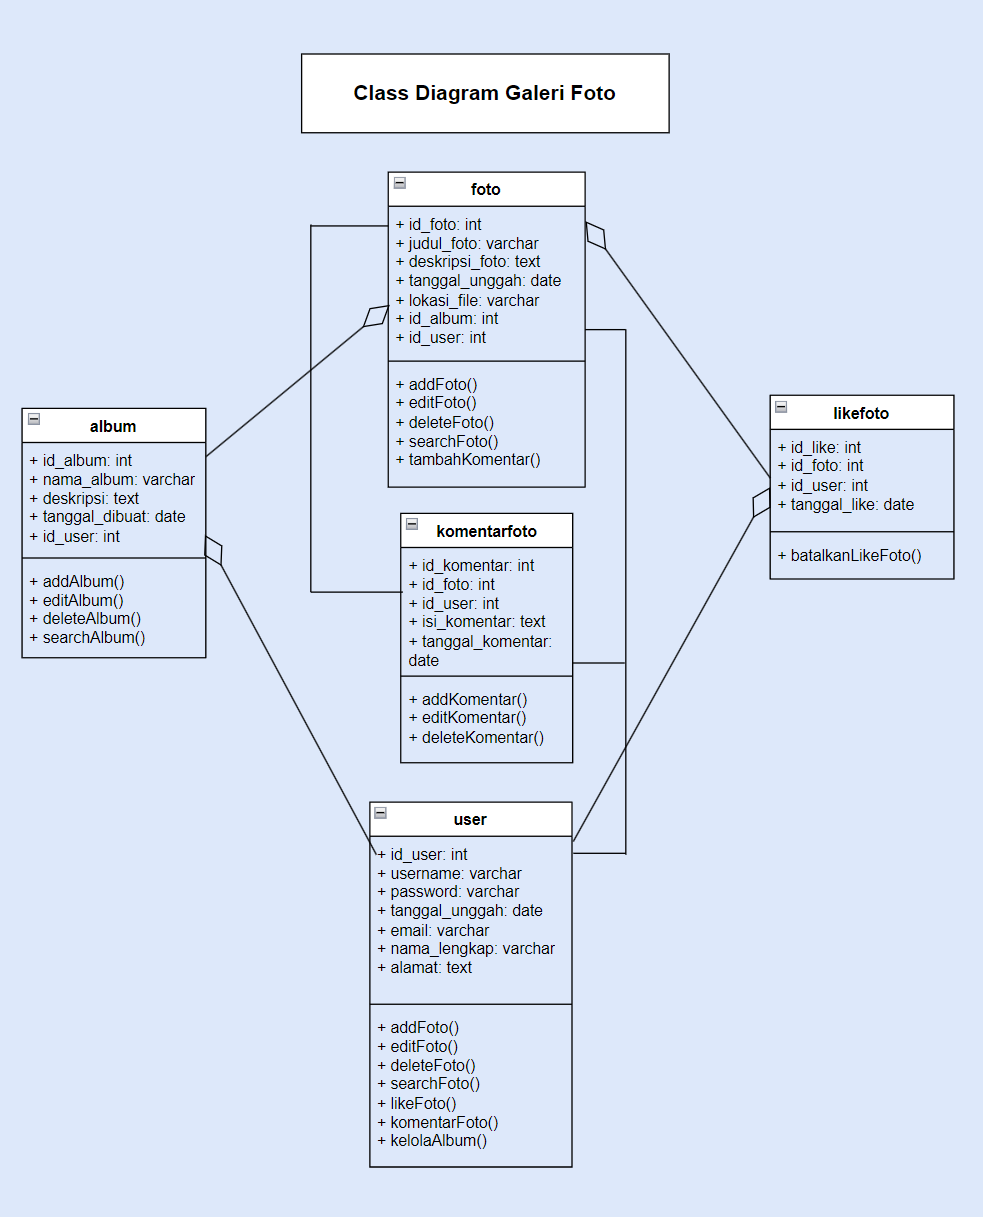 Class Diagram Galeri Foto
foto
+ id_foto: int
+ judul_foto: varchar
+ deskripsi_foto: text
+ tanggal_unggah: date
+ lokasi_file: varchar
+ id_album: int
+ id_user: int
+ addFoto()
+ editFoto()
+ deleteFoto()
+ searchFoto()
+ tambahKomentar()
album
+ id_album: int
+ nama_album: varchar
+ deskripsi: text
+ tanggal_dibuat: date
+ id_user: int
+ addAlbum()
+ editAlbum()
+ deleteAlbum()
+ searchAlbum()
likefoto
+ id_like: int
+ id_foto: int
+ id_user: int
+ tanggal_like: date
+ batalkanLikeFoto()
komentarfoto
+ id_komentar: int
+ id_foto: int
+ id_user: int
+ isi_komentar: text
+ tanggal_komentar:
date
+ addKomentar()
+ editKomentar()
+ deleteKomentar()
user
+ id_user: int
+ username: varchar
+ password: varchar
+ tanggal_unggah: date
+ email: varchar
+ nama_lengkap: varchar
+ alamat: text
+ addFoto()
+ editFoto()
+ deleteFoto()
+ searchFoto()
+ likeFoto()
+ komentarFoto()
+ kelolaAlbum()